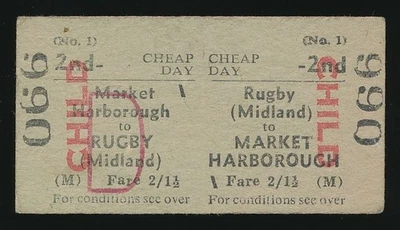 (No. 1)
2nd-
CHEAP
DAY
Market
Harborough
to
RUGBY
(Midland)
(M) Fare 2/1½
For conditions see over
066
CHILD
D
(No. 1)
CHEAP
DAY
-2nd
Rugby
(Midland)
to
MARKET
HARBOROUGH
Fare 2/1½ (M)
For conditions see over
CHILD
066